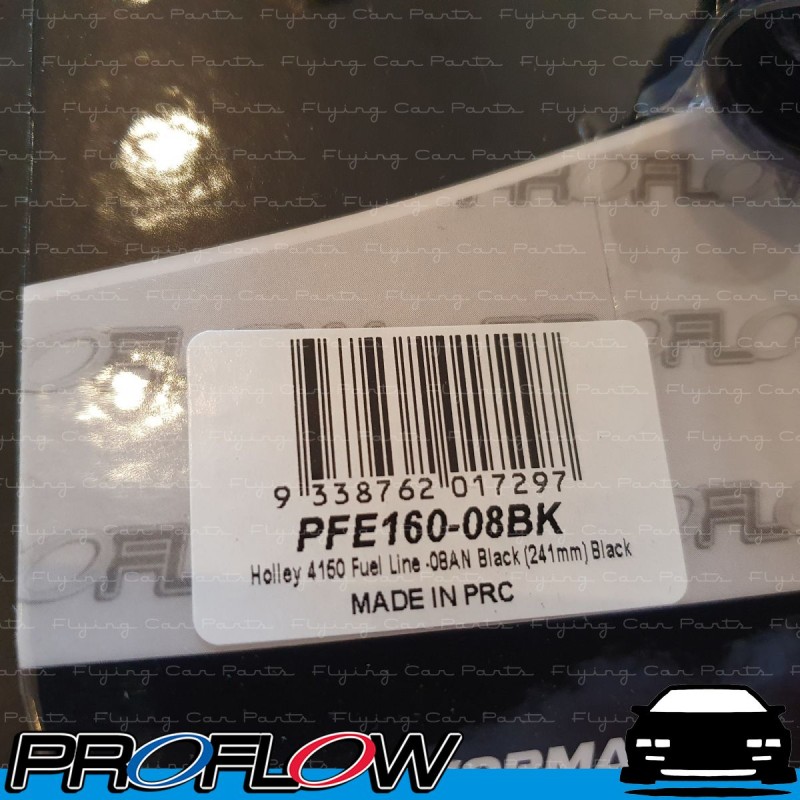 Flying Car Parts
PROFLOW
9 338762 017297
PFE160-08BK
Holley 4150 Fuel Line -08AN Black (241mm) Black
MADE IN PRC
PROFLOW